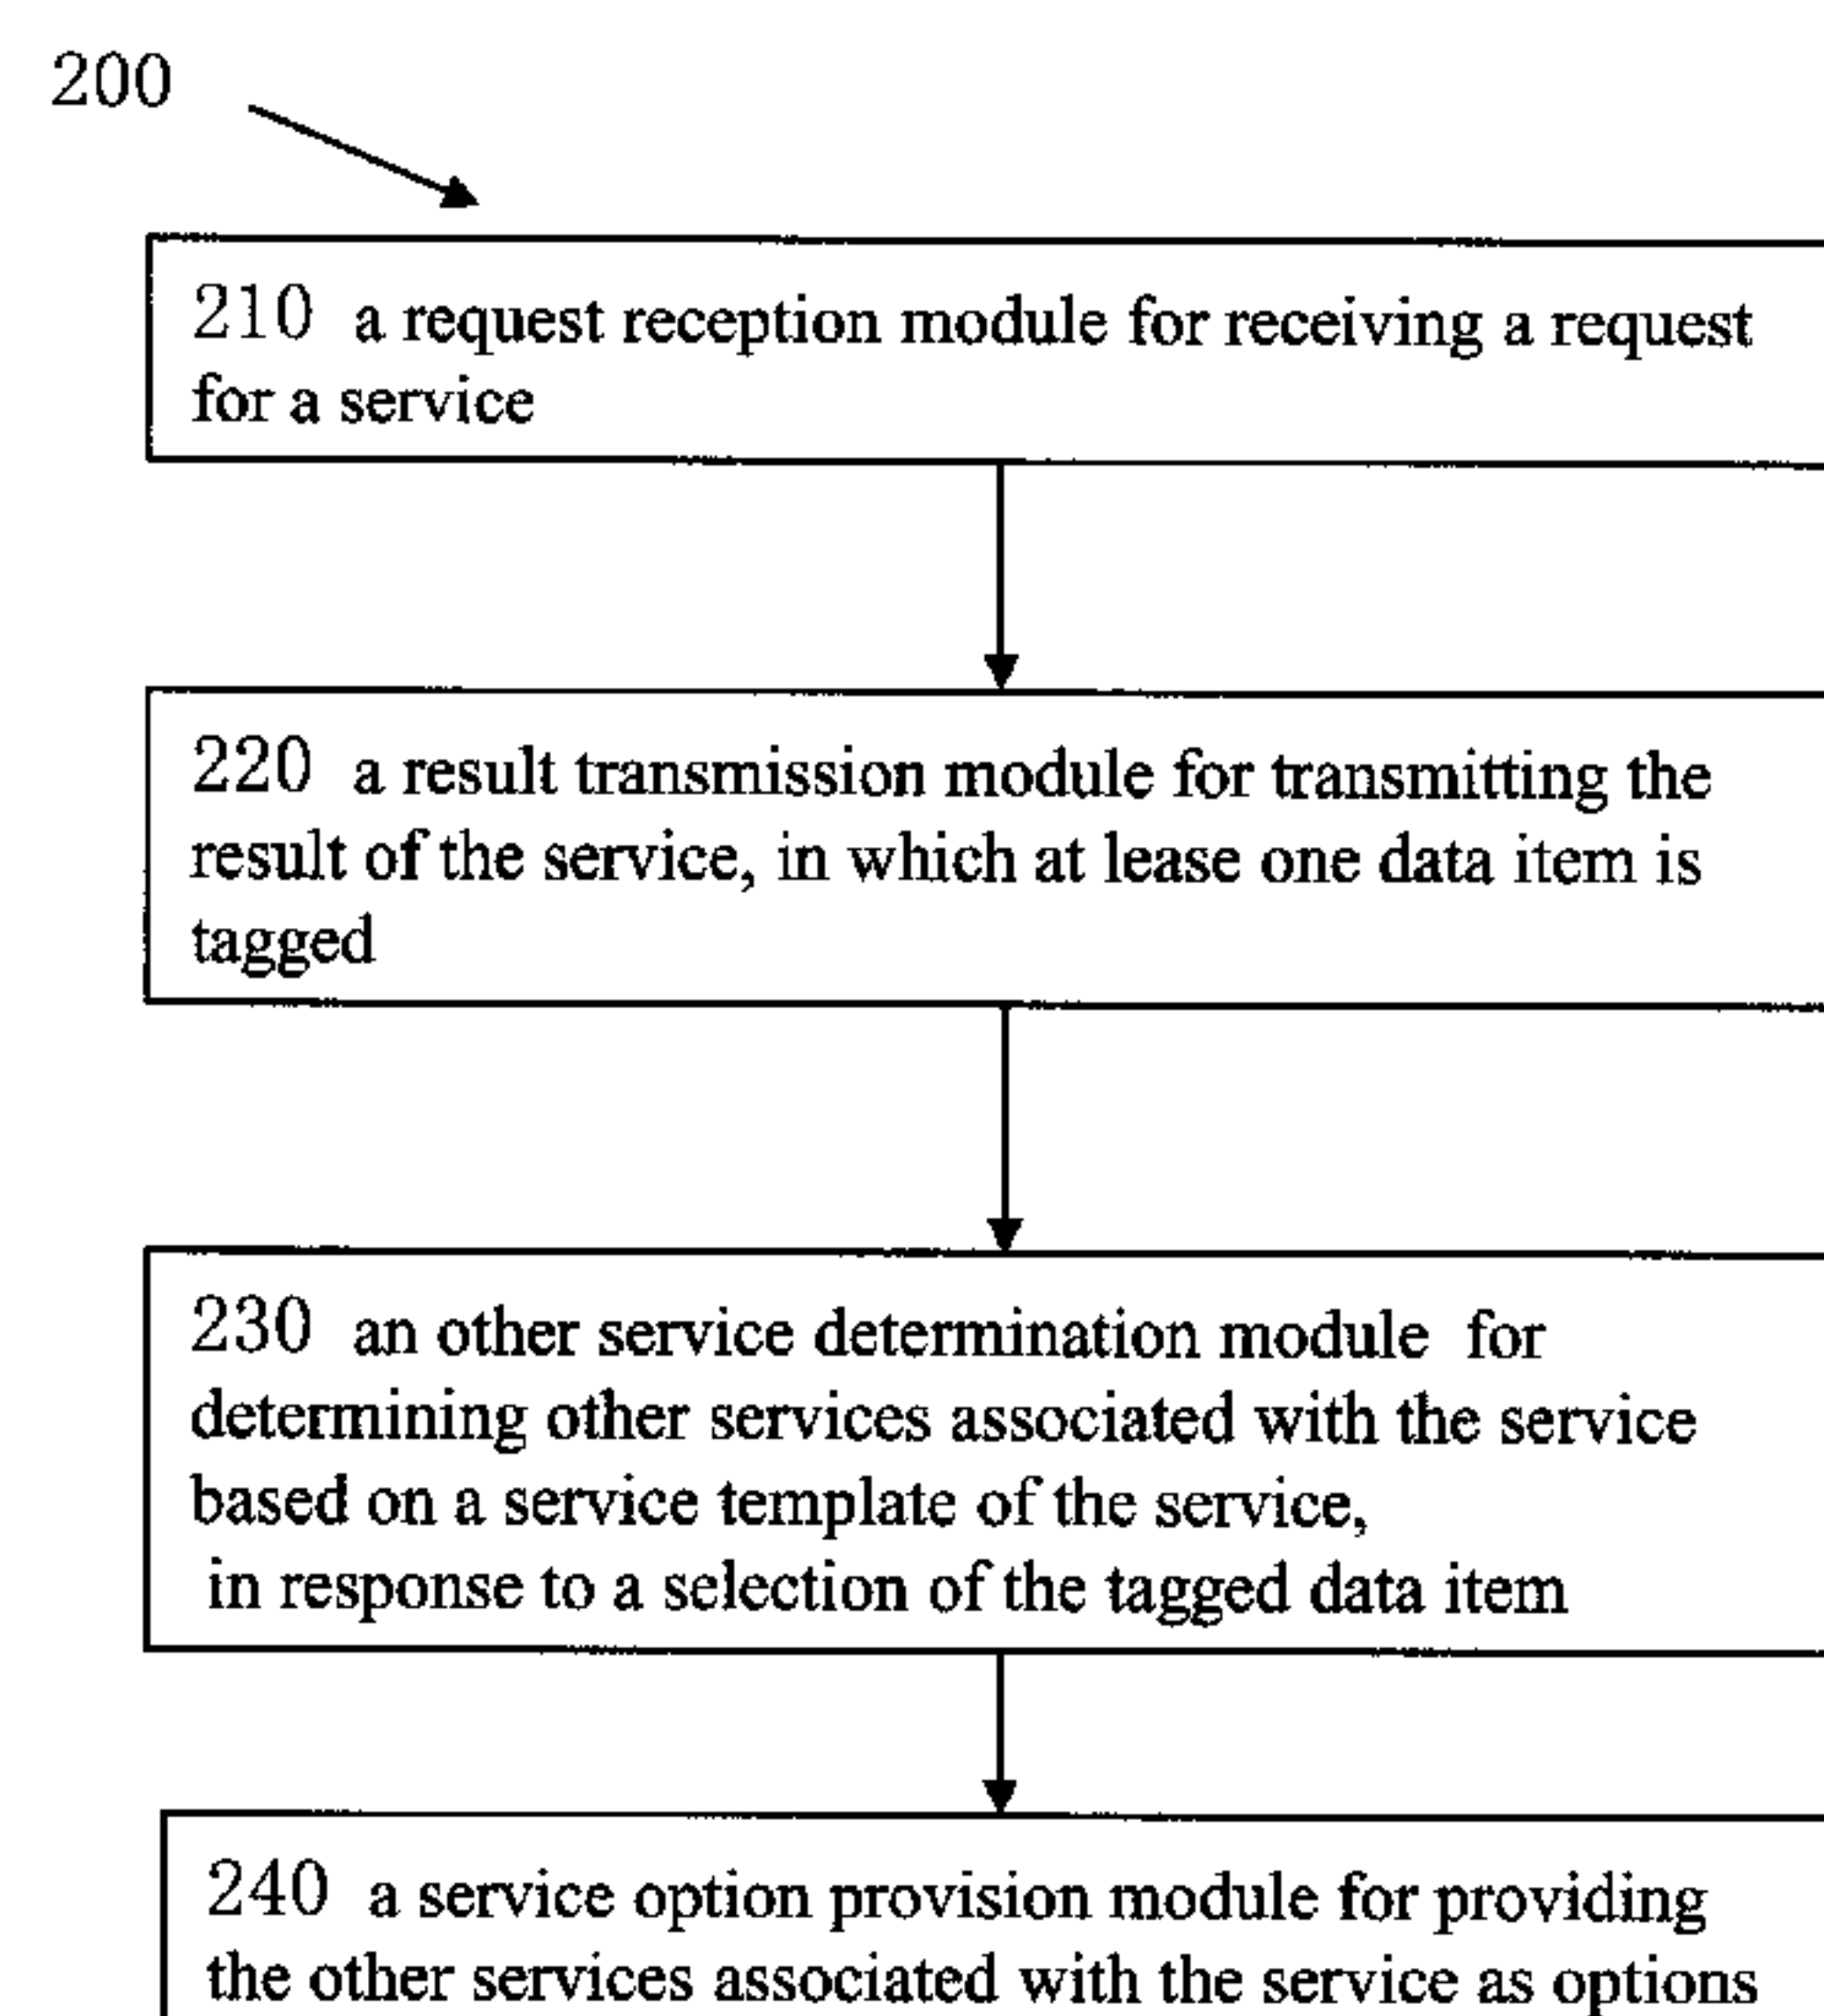 200
210 a request reception module for receiving a request
for a service
220 a result transmission module for transmitting the
result of the service, in which at lease one data item is
tagged
230 an other service determination module for
determining other services associated with the service
based on a service template of the service,
in response to a selection of the tagged data item
240 a service option provision module for providing
the other services associated with the service as options